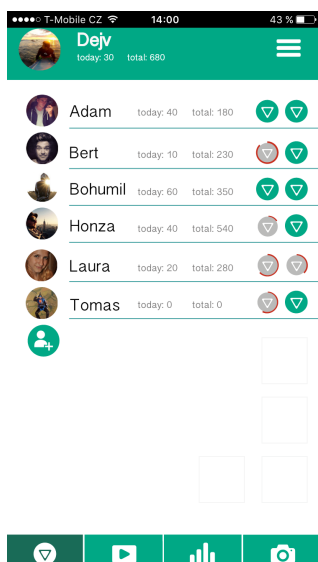 T-Mobile CZ 14:00 43 %
Dejv
today: 30 total: 680
Adam today: 40 total: 180
Bert today: 10 total: 230
Bohumil today: 60 total: 350
Honza today: 40 total: 540
Laura today: 20 total: 280
Tomas today: 0 total: 0